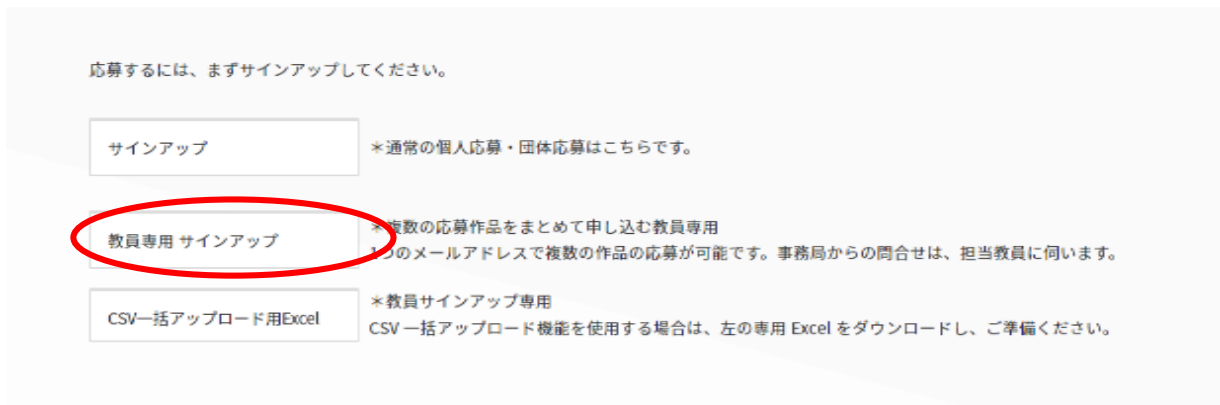 応募するには、まずサインアップしてください。
サインアップ
＊通常の個人応募・団体応募はこちらです。
教員専用 サインアップ
＊複数の応募作品をまとめて申し込む教員専用
1つのメールアドレスで複数の作品の応募が可能です。事務局からの問合せは、担当教員に伺います。
CSV一括アップロード用Excel
＊教員サインアップ専用
CSV 一括アップロード機能を使用する場合は、左の専用 Excel をダウンロードし、ご準備ください。